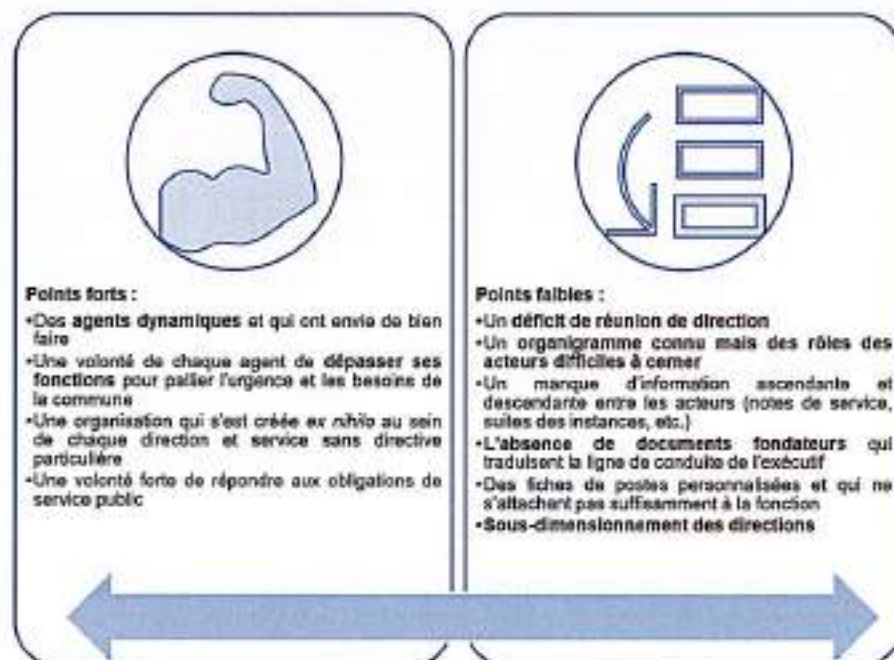 Points forts :
•Des agents dynamiques et qui ont envie de bien
faire
•Une volonté de chaque agent de dépasser ses
fonctions pour pallier l'urgence et les besoins de
la commune
•Une organisation qui s'est créée ex nihilo au sein
de chaque direction et service sans directive
particulière
•Une volonté forte de répondre aux obligations de
service public
Points faibles :
•Un déficit de réunion de direction
•Un organigramme connu mais des rôles des
acteurs difficiles à cerner
•Un manque d'information ascendante et
descendante entre les acteurs (notes de service,
suites des instances, etc.)
•L'absence de documents fondateurs qui
traduisent la ligne de conduite de l'exécutif
•Des fiches de postes personnalisées et qui ne
s'attachent pas suffisamment à la fonction
•Sous-dimensionnement des directions